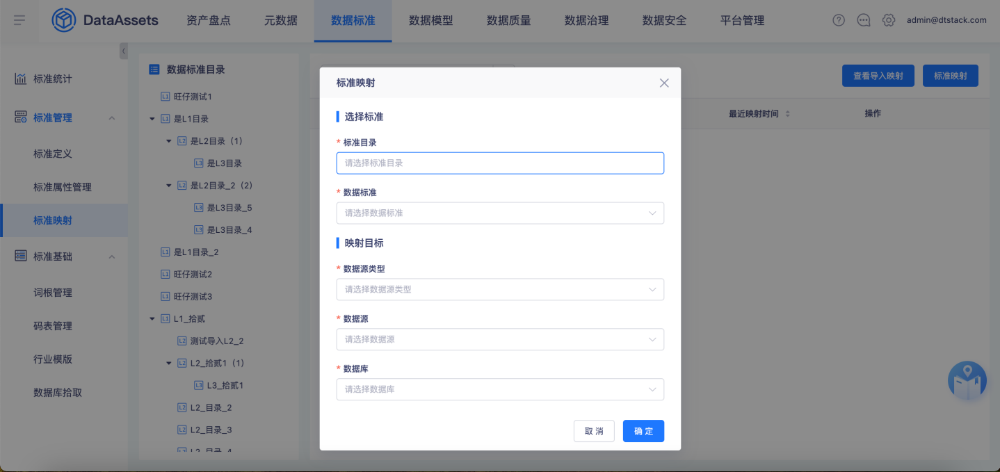 DataAssets 资产盘点 元数据 数据标准 数据模型 数据质量 数据治理 数据安全 平台管理 admin@dtstack.com
标准统计
标准管理
标准定义
标准属性管理
标准映射
标准基础
词根管理
码表管理
行业模版
数据库拾取
数据标准目录
L1 旺仔测试1
L1 是L1目录
L2 是L2目录（1）
L3 是L3目录
L2 是L2目录_2（2）
L3 是L3目录_5
L3 是L3目录_4
L1 是L1目录_2
L1 旺仔测试2
L1 旺仔测试3
L1 L1_拾贰
L2 测试导入L2_2
L2 L2_拾贰1（1）
L3 L3_拾贰1
L2 L2_目录_2
L2 L2_目录_3
L2 L2_目录_4
查看导入映射 标准映射
最近映射时间 操作
标准映射
选择标准
* 标准目录
请选择标准目录
* 数据标准
请选择数据标准
映射目标
* 数据源类型
请选择数据源类型
* 数据源
请选择数据源
* 数据库
请选择数据库
取 消 确 定